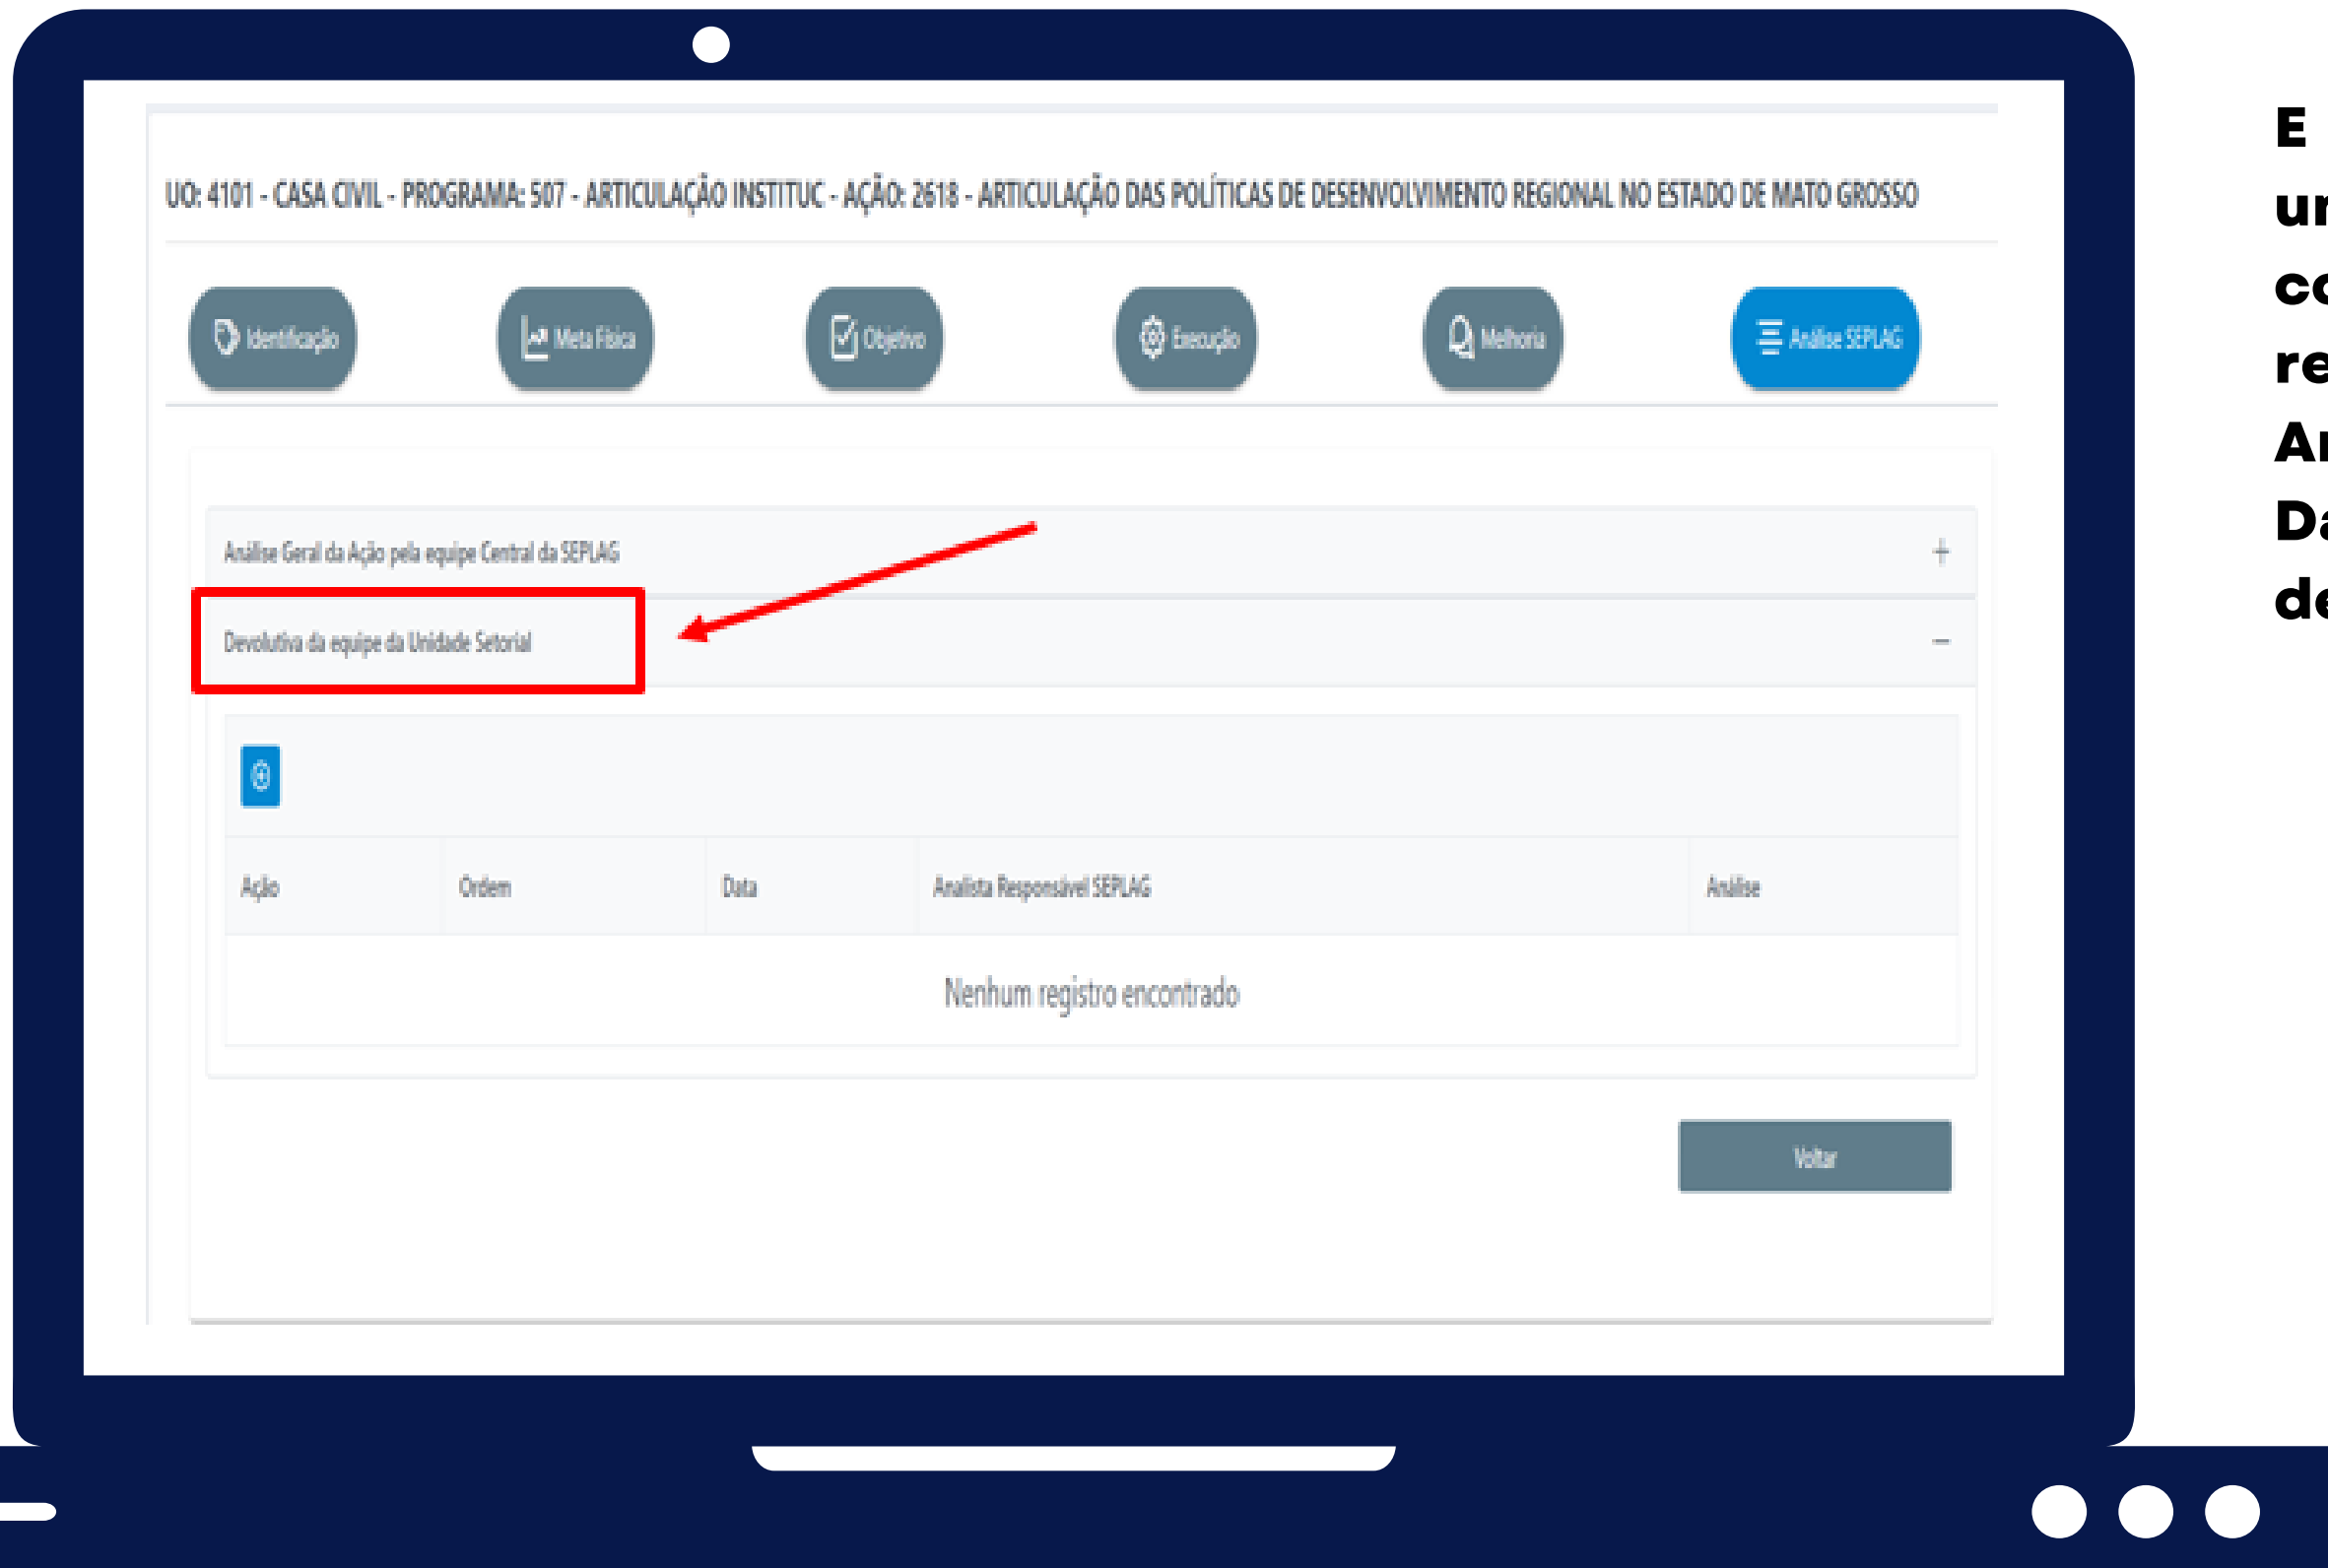 UO: 4101 - CASA CIVIL - PROGRAMA: 507 - ARTICULAÇÃO INSTITUC - AÇÃO: 2618 - ARTICULAÇÃO DAS POLÍTICAS DE DESENVOLVIMENTO REGIONAL NO ESTADO DE MATO GROSSO
Identificação Meta Física Objetivo Execução Melhoria Análise SEPLAG
Análise Geral da Ação pela equipe Central da SEPLAG
Devolutiva da equipe da Unidade Setorial
Ação Ordem Data Analista Responsável SEPLAG Análise
Nenhum registro encontrado
Voltar
E